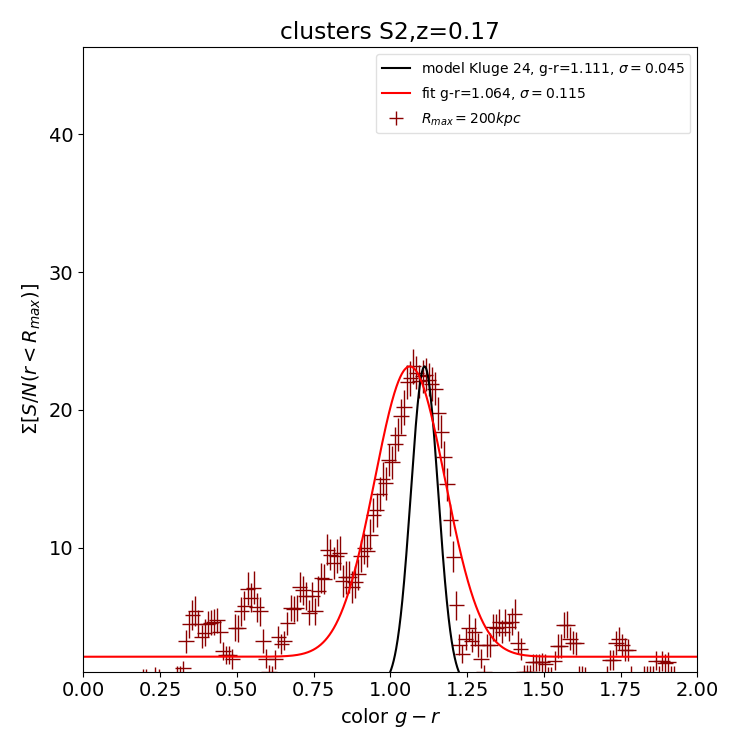 clusters S2,z=0.17
model Kluge 24, g-r=1.111, σ = 0.045
fit g-r=1.064, σ = 0.115
R_max = 200kpc
40
30
20
10
Σ[S/N(r < R_max)]
0.00 0.25 0.50 0.75 1.00 1.25 1.50 1.75 2.00
color g − r